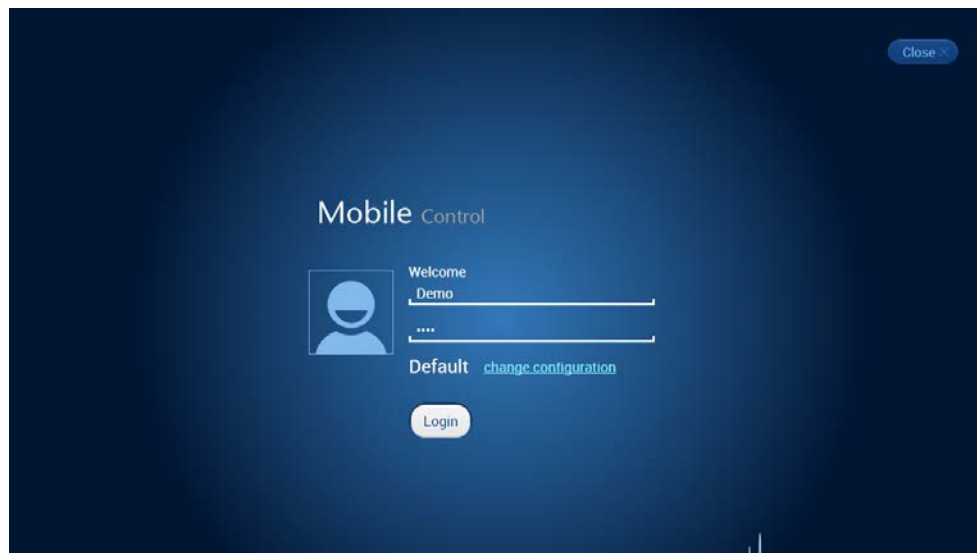 Close
Mobile Control
Welcome
Demo
....
Default change configuration
Login